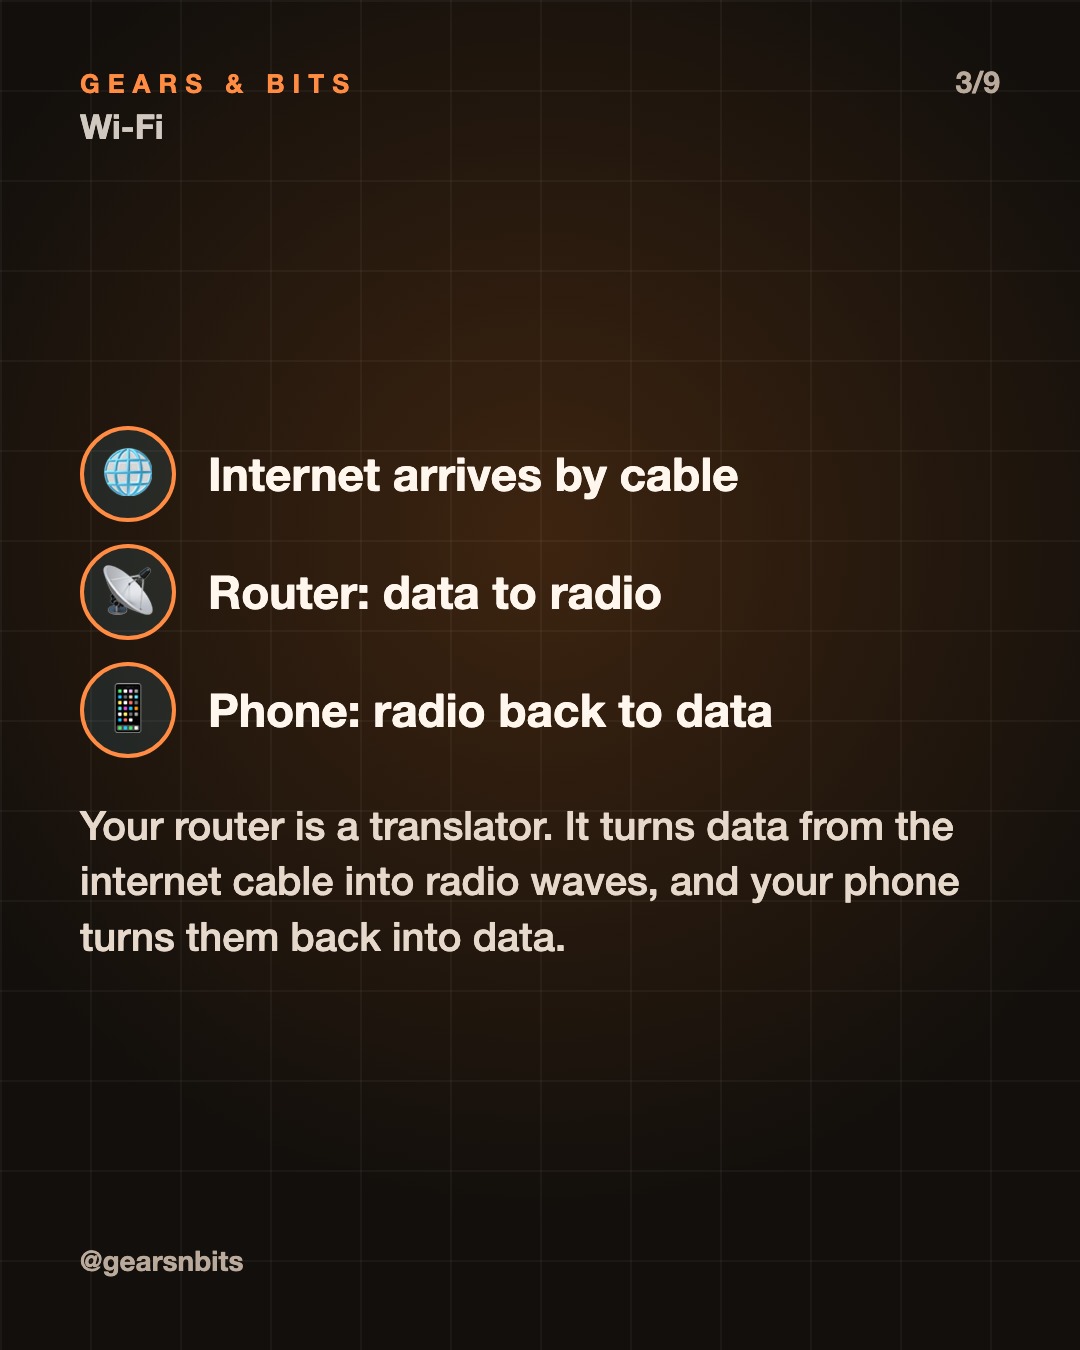 GEARS & BITS
3/9
Wi-Fi
Internet arrives by cable
Router: data to radio
Phone: radio back to data
Your router is a translator. It turns data from the
internet cable into radio waves, and your phone
turns them back into data.
@gearsnbits